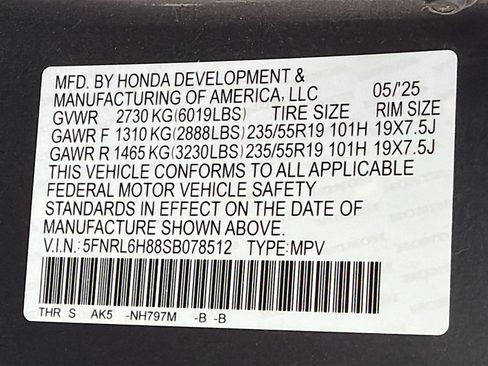 MFD. BY HONDA DEVELOPMENT &
MANUFACTURING OF AMERICA, LLC 05/'25
GVWR 2730 KG(6019LBS) TIRE SIZE RIM SIZE
GAWR F 1310 KG(2888LBS) 235/55R19 101H 19X7.5J
GAWR R 1465 KG(3230LBS) 235/55R19 101H 19X7.5J
THIS VEHICLE CONFORMS TO ALL APPLICABLE
FEDERAL MOTOR VEHICLE SAFETY
STANDARDS IN EFFECT ON THE DATE OF
MANUFACTURE SHOWN ABOVE.
V.I.N: 5FNRL6H88SB078512 TYPE:MPV
THR S AK5 -NH797M -B -B